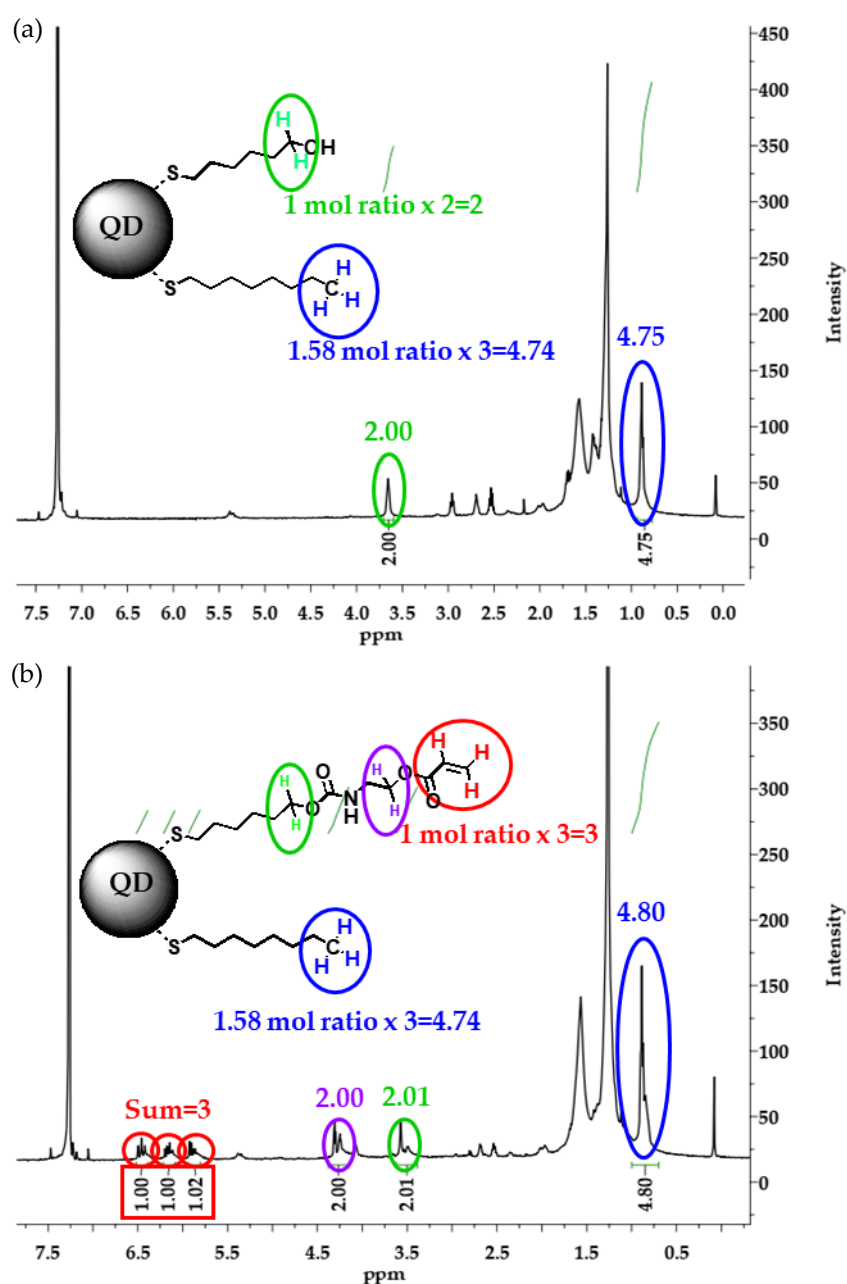 (a)
450
400
350
300
250
200
150
100
50
0
Intensity
H
H
OH
S
1 mol ratio x 2=2
QD
S
H
C
H
H
1.58 mol ratio x 3=4.74
4.75
2.00
2.00
4.75
7.5 7.0 6.5 6.0 5.5 5.0 4.5 4.0 3.5 3.0 2.5 2.0 1.5 1.0 0.5 0.0
ppm
(b)
350
300
250
200
150
100
50
0
Intensity
H
H
O
O
N
H
H
H
O
O
H
H
H
S
1 mol ratio x 3=3
QD
S
H
C
H
H
1.58 mol ratio x 3=4.74
4.80
Sum=3
2.00
2.01
1.00
1.00
1.02
2.00
2.01
4.80
7.5 6.5 5.5 4.5 3.5 2.5 1.5 0.5
ppm